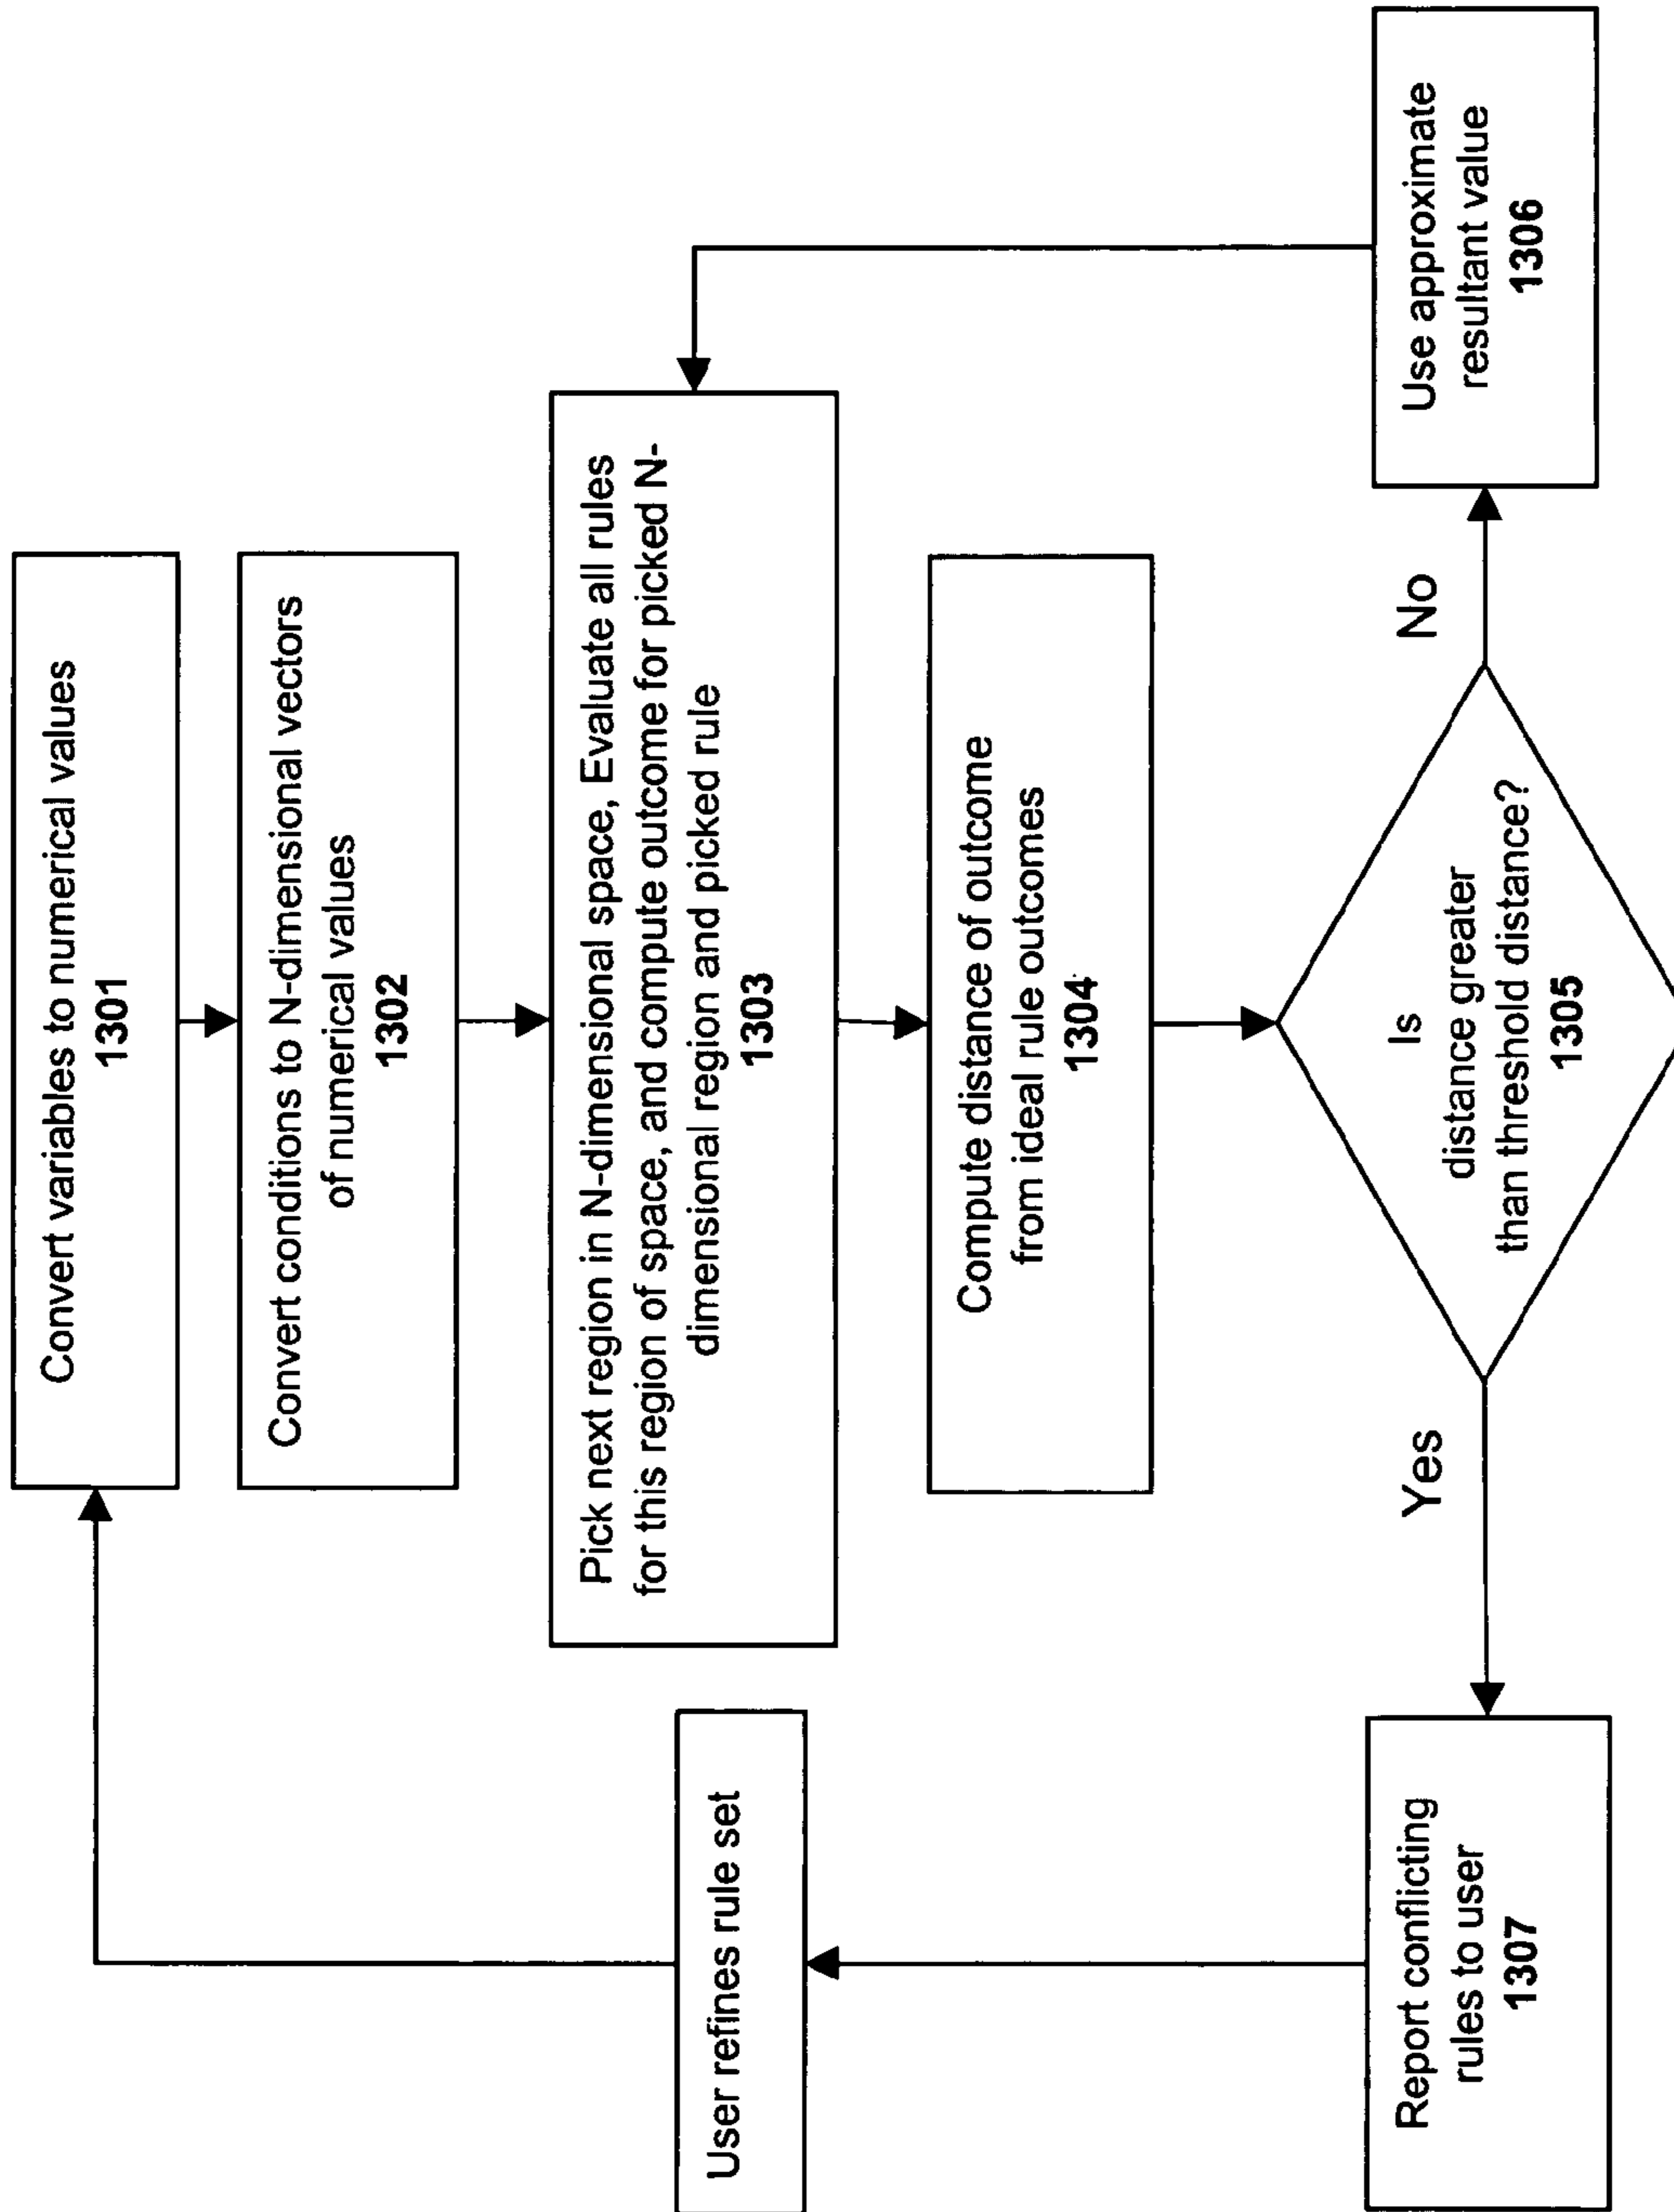 Convert variables to numerical values
1301
Convert conditions to N-dimensional vectors
of numerical values
1302
Pick next region in N-dimensional space, Evaluate all rules
for this region of space, and compute outcome for picked N-
dimensional region and picked rule
1303
Compute distance of outcome
from ideal rule outcomes
1304
Is
distance greater
than threshold distance?
1305
No
Use approximate
resultant value
1306
Yes
Report conflicting
rules to user
1307
User refines rule set